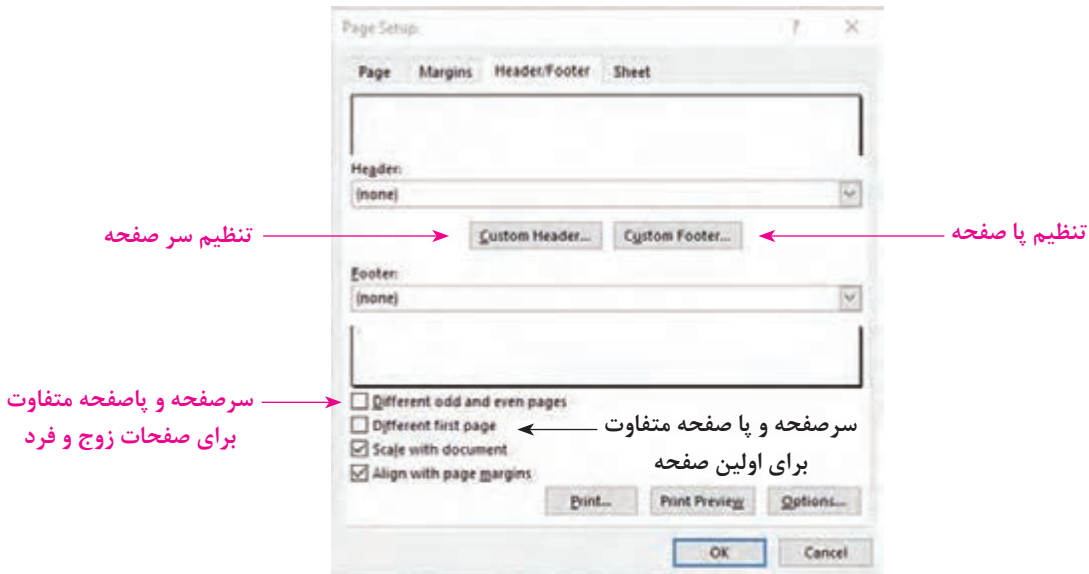 Page Setup
Page Margins Header/Footer Sheet
Header:
(none)
تنظیم سر صفحه
Custom Header... Custom Footer...
تنظیم پا صفحه
Footer:
(none)
سرصفحه و پاصفحه متفاوت
برای صفحات زوج و فرد
Different odd and even pages
Different first page
سرصفحه و پا صفحه متفاوت
برای اولین صفحه
Scale with document
Align with page margins
Print... Print Preview Options...
OK Cancel